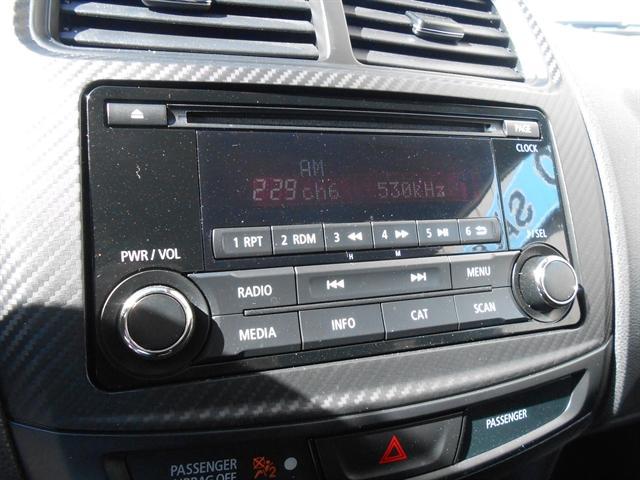 PAGE
CLOCK
AM
229 ch6 530kHz
1 RPT 2 RDM 3 4 5 6
H M
PWR / VOL
/SEL
RADIO
MENU
MEDIA INFO CAT SCAN
PASSENGER
PASSENGER
AIRBAG OFF
2